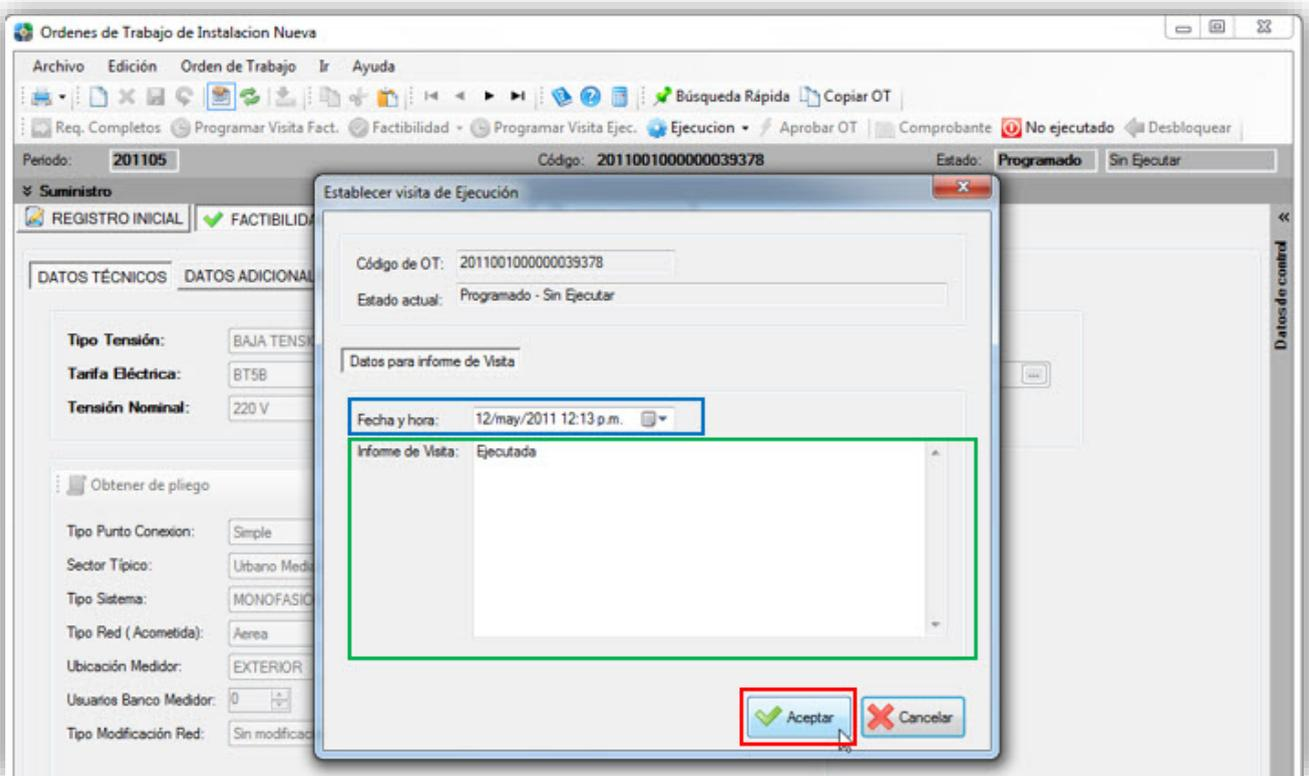 Ordenes de Trabajo de Instalacion Nueva
Archivo Edición Orden de Trabajo Ir Ayuda
Búsqueda Rápida Copiar OT
Req. Completos Programar Visita Fact. Factibilidad Programar Visita Ejec. Ejecucion Aprobar OT Comprobante No ejecutado Desbloquear
Periodo: 201105 Código: 2011001000000039378 Estado: Programado Sin Ejecutar
Suministro
Establecer visita de Ejecución
REGISTRO INICIAL FACTIBILIDA
Datos de control
Código de OT: 2011001000000039378
DATOS TÉCNICOS DATOS ADICIONAL
Estado actual: Programado - Sin Ejecutar
Tipo Tensión: BAJA TENSI
Datos para informe de Visita
Tarifa Eléctrica: BT5B
Tensión Nominal: 220 V
Fecha y hora: 12/may/2011 12:13 p.m.
Informe de Visita: Ejecutada
Obtener de pliego
Tipo Punto Conexion: Simple
Sector Típico: Urbano Media
Tipo Sistema: MONOFASIC
Tipo Red ( Acometida): Aerea
Ubicación Medidor: EXTERIOR
Usuarios Banco Medidor: 0
Tipo Modificación Red: Sin modificac
Aceptar Cancelar